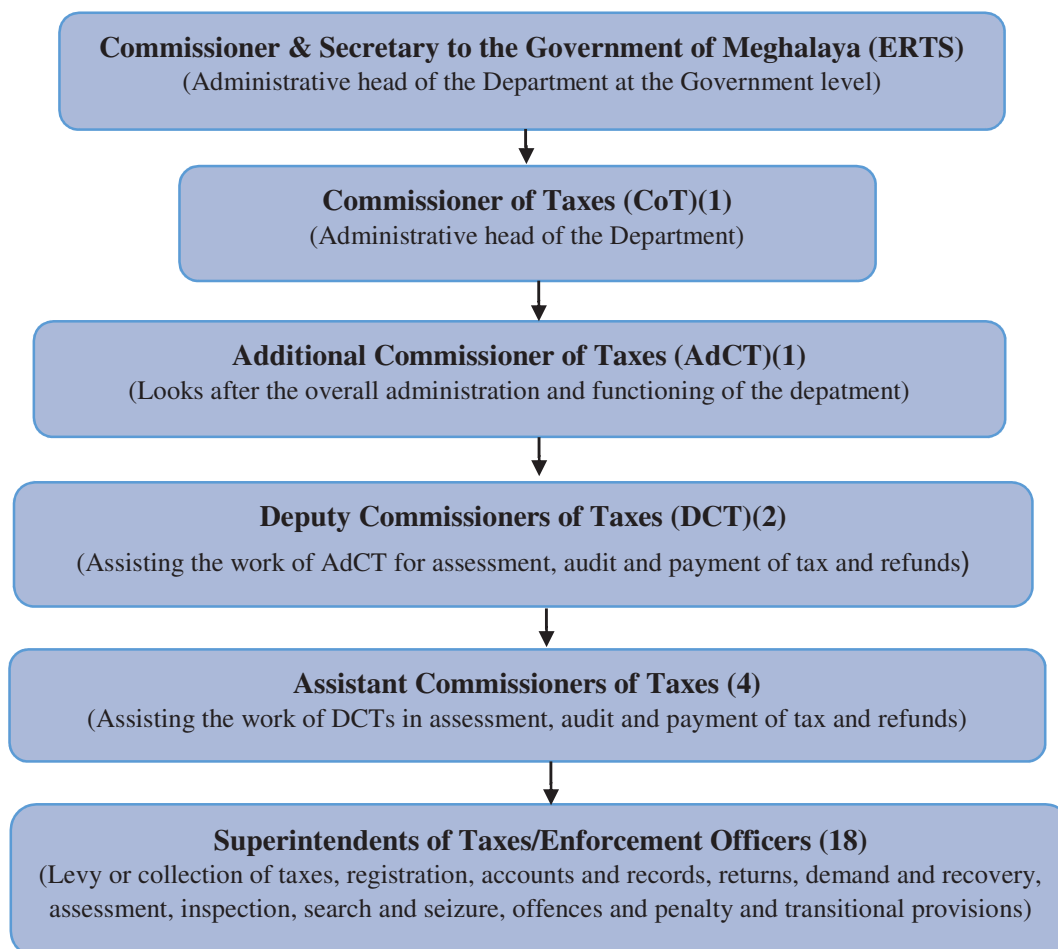 Commissioner & Secretary to the Government of Meghalaya (ERTS)
(Administrative head of the Department at the Government level)
Commissioner of Taxes (CoT)(1)
(Administrative head of the Department)
Additional Commissioner of Taxes (AdCT)(1)
(Looks after the overall administration and functioning of the depatment)
Deputy Commissioners of Taxes (DCT)(2)
(Assisting the work of AdCT for assessment, audit and payment of tax and refunds)
Assistant Commissioners of Taxes (4)
(Assisting the work of DCTs in assessment, audit and payment of tax and refunds)
Superintendents of Taxes/Enforcement Officers (18)
(Levy or collection of taxes, registration, accounts and records, returns, demand and recovery,
assessment, inspection, search and seizure, offences and penalty and transitional provisions)